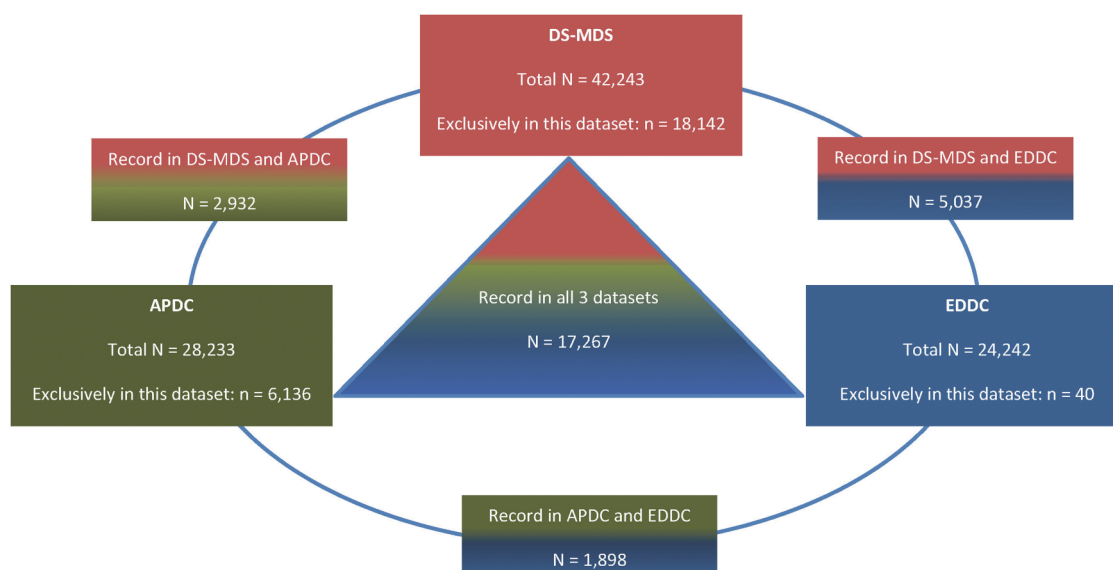 DS-MDS
Total N = 42,243
Exclusively in this dataset: n = 18,142
Record in DS-MDS and APDC
N = 2,932
Record in DS-MDS and EDDC
N = 5,037
Record in all 3 datasets
N = 17,267
APDC
Total N = 28,233
Exclusively in this dataset: n = 6,136
EDDC
Total N = 24,242
Exclusively in this dataset: n = 40
Record in APDC and EDDC
N = 1,898